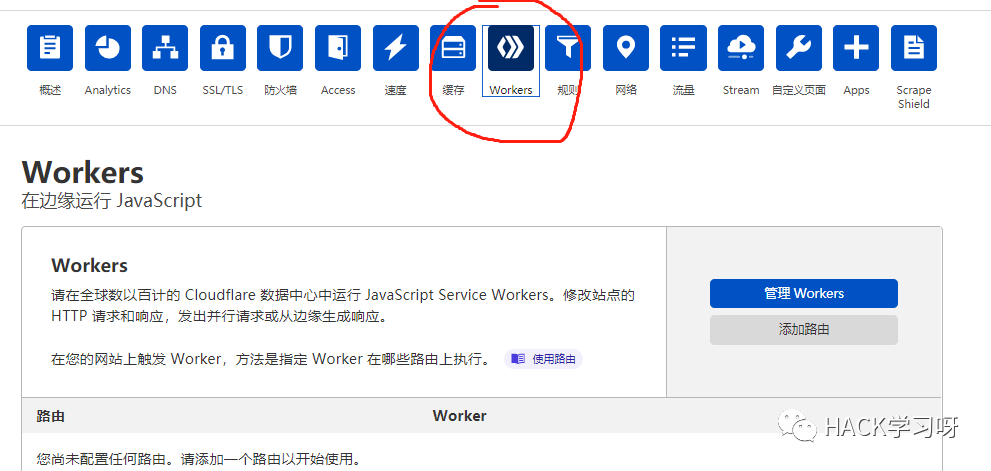 概述
Analytics
DNS
SSL/TLS
防火墙
Access
速度
缓存
Workers
规则
网络
流量
Stream
自定义页面
Apps
Scrape
Shield
Workers
在边缘运行 JavaScript
Workers
请在全球数以百计的 Cloudflare 数据中心中运行 JavaScript Service Workers。修改站点的
HTTP 请求和响应，发出并行请求或从边缘生成响应。
在您的网站上触发 Worker，方法是指定 Worker 在哪些路由上执行。 使用路由
管理 Workers
添加路由
路由 Worker
您尚未配置任何路由。请添加一个路由以开始使用。
HACK学习呀